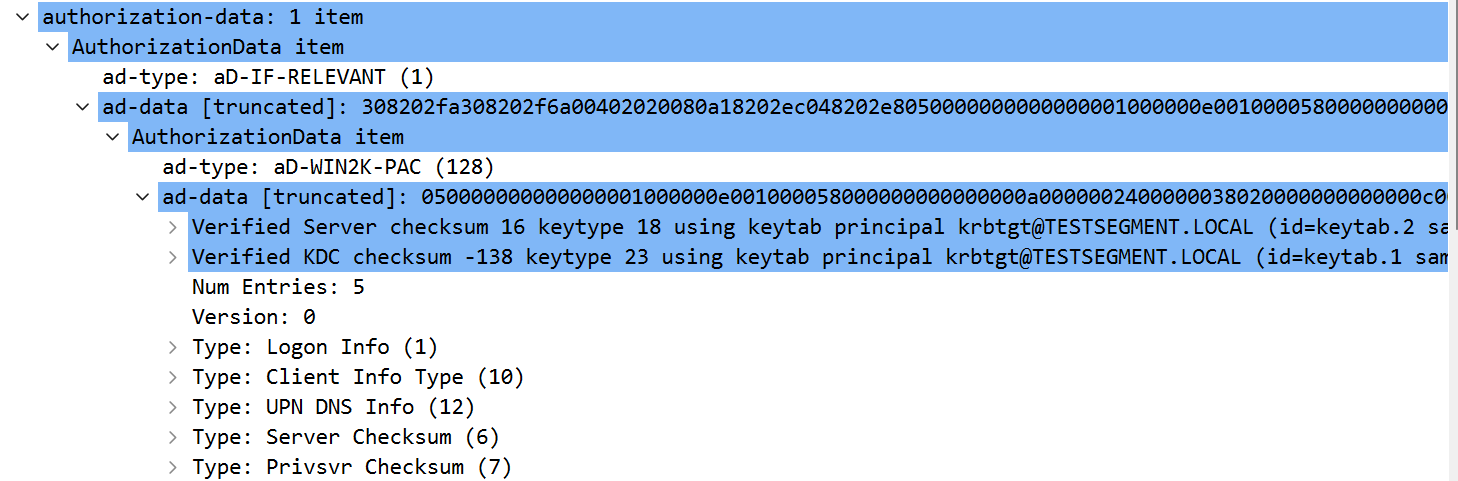 authorization-data: 1 item
AuthorizationData item
ad-type: aD-IF-RELEVANT (1)
ad-data [truncated]: 308202fa308202f6a00402020080a18202ec048202e8050000000000000001000000e00100005800000000000
AuthorizationData item
ad-type: aD-WIN2K-PAC (128)
ad-data [truncated]: 050000000000000001000000e001000058000000000000000a000000240000003802000000000000c0
Verified Server checksum 16 keytype 18 using keytab principal krbtgt@TESTSEGMENT.LOCAL (id=keytab.2 sa
Verified KDC checksum -138 keytype 23 using keytab principal krbtgt@TESTSEGMENT.LOCAL (id=keytab.1 sam
Num Entries: 5
Version: 0
Type: Logon Info (1)
Type: Client Info Type (10)
Type: UPN DNS Info (12)
Type: Server Checksum (6)
Type: Privsvr Checksum (7)